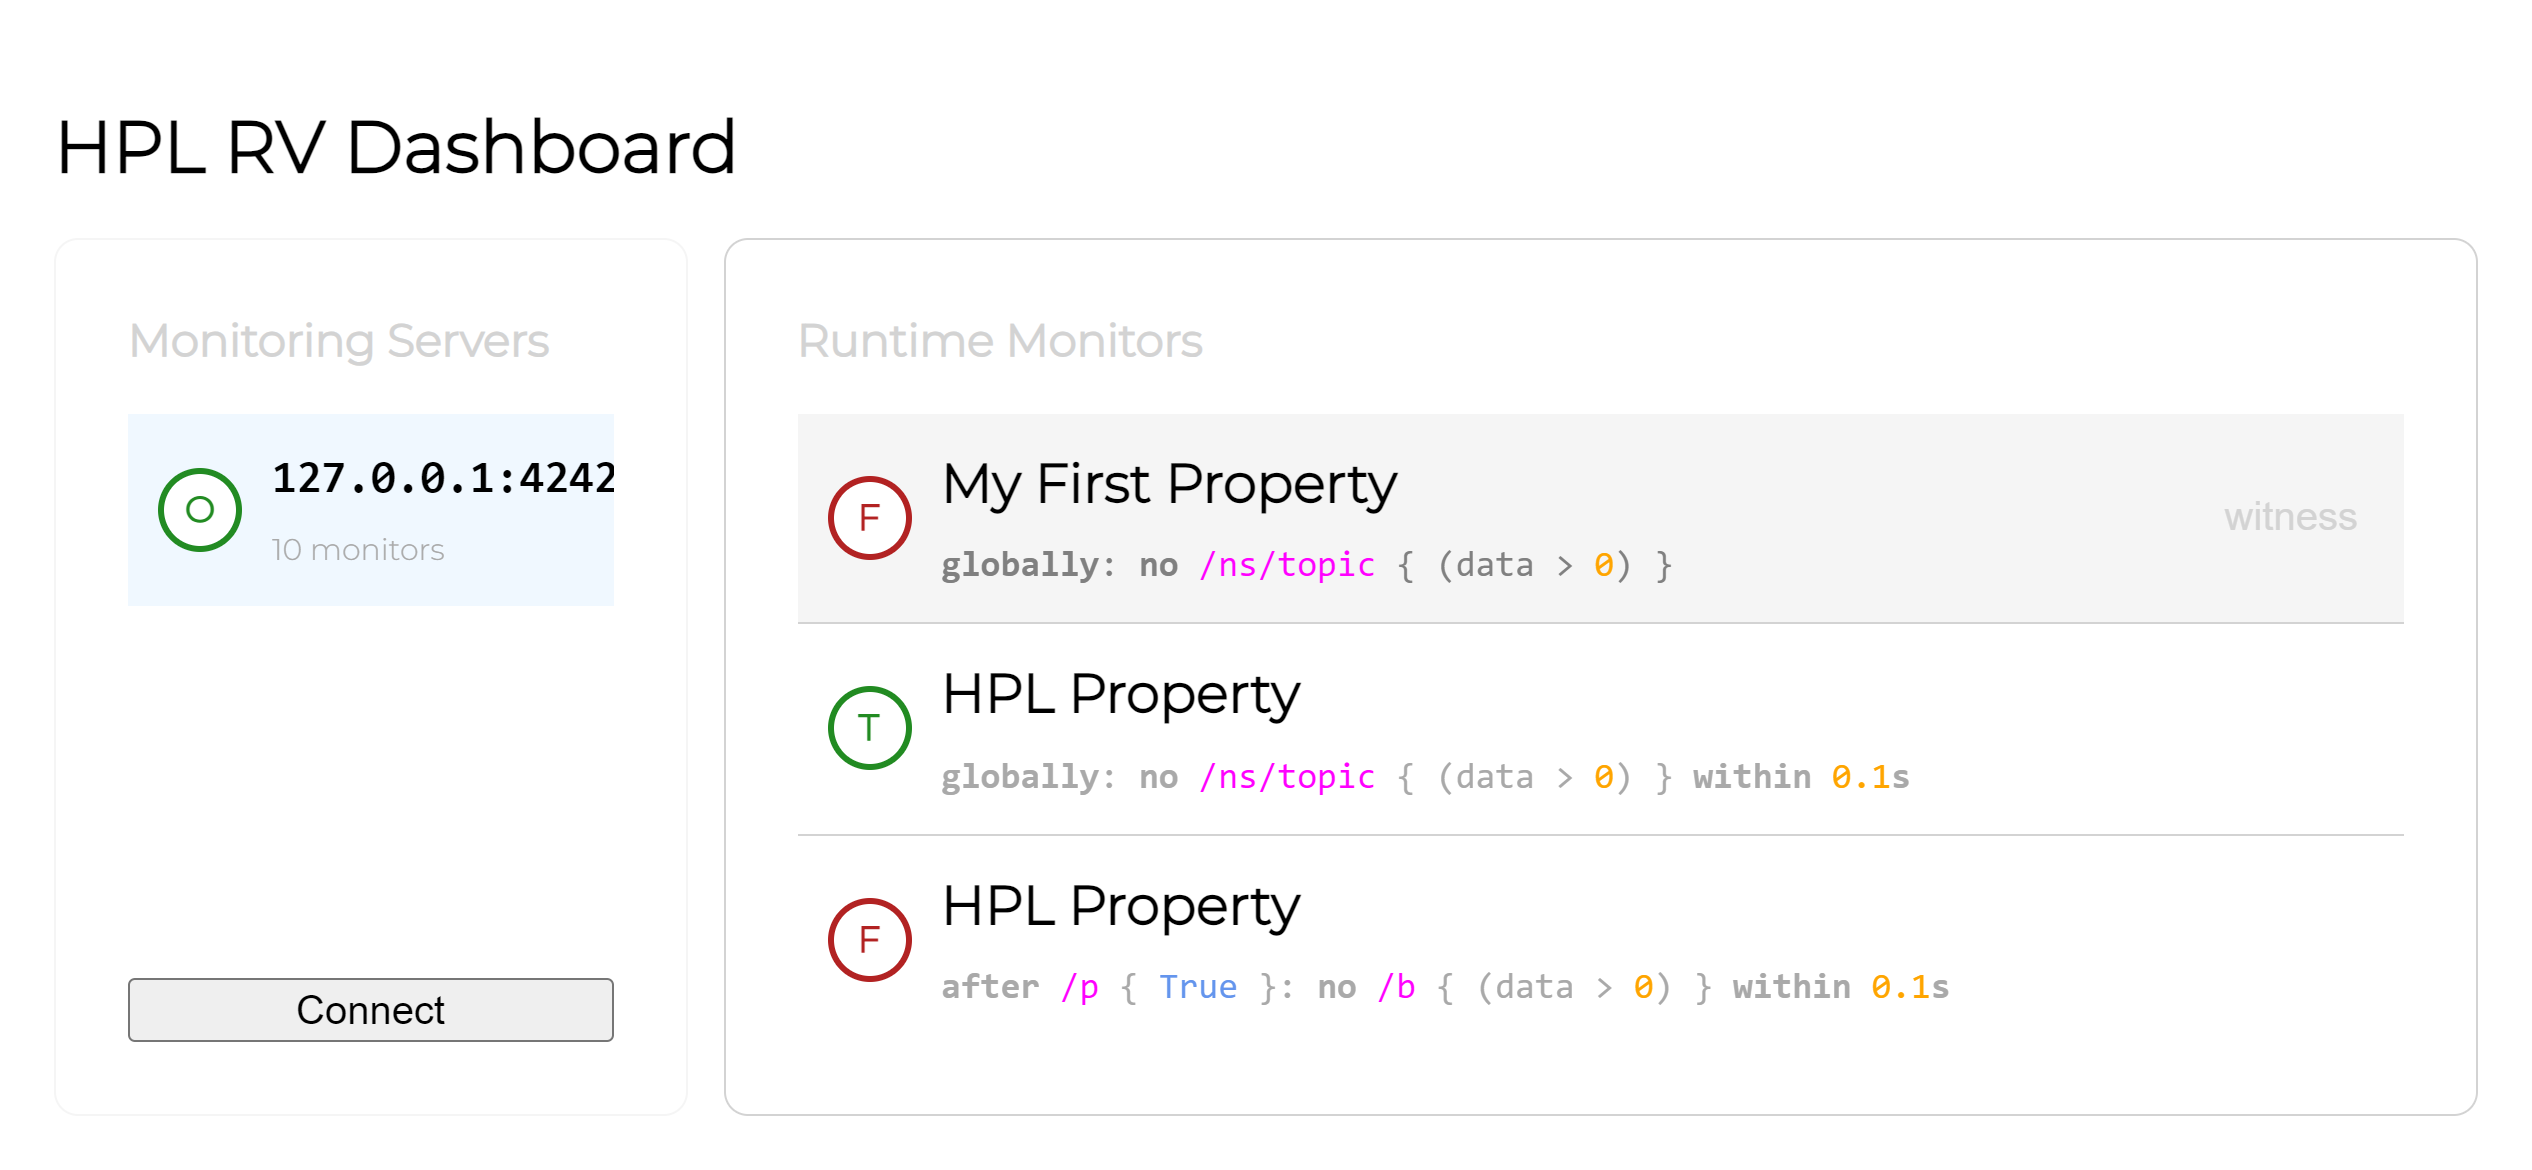 HPL RV Dashboard
Monitoring Servers
O
127.0.0.1:4242
10 monitors
Connect
Runtime Monitors
F
My First Property
globally: no /ns/topic { (data > 0) }
witness
T
HPL Property
globally: no /ns/topic { (data > 0) } within 0.1s
F
HPL Property
after /p { True }: no /b { (data > 0) } within 0.1s